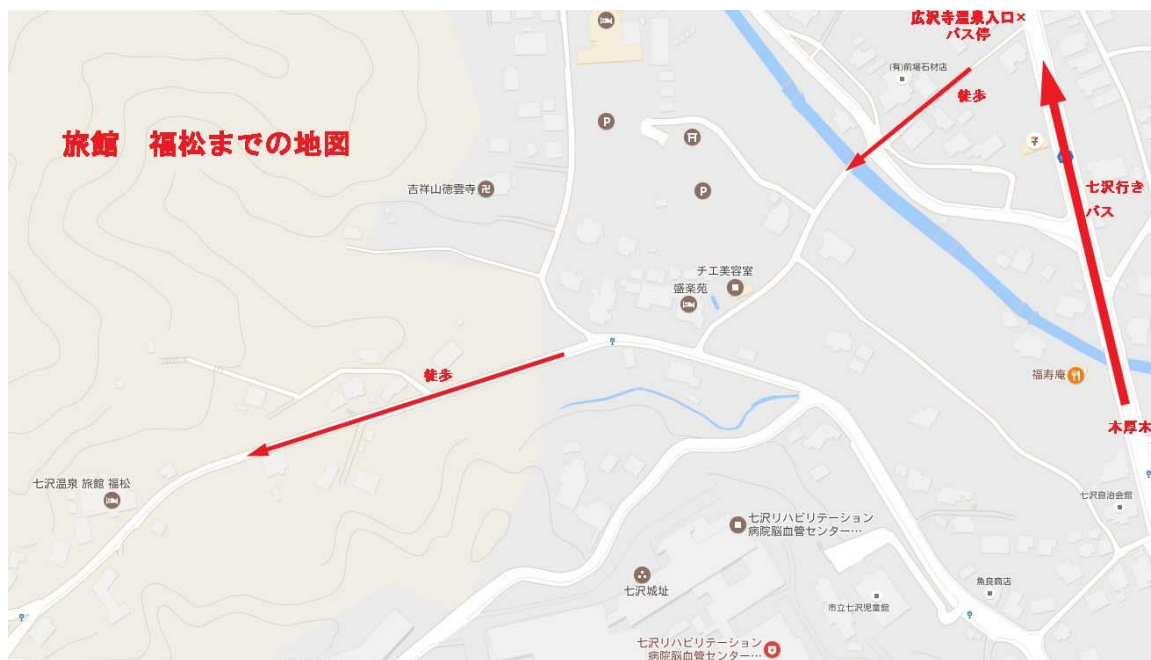 広沢寺温泉入口×
バス停
(有)前場石材店
徒歩
旅館　福松までの地図
P
吉祥山徳雲寺
P
七沢行き
バス
チエ美容室
盛楽苑
徒歩
福寿庵
本厚木
七沢温泉 旅館 福松
七沢自治会館
七沢リハビリテーション
病院脳血管センター…
七沢城址
魚良商店
市立七沢児童館
七沢リハビリテーション
病院脳血管センター…